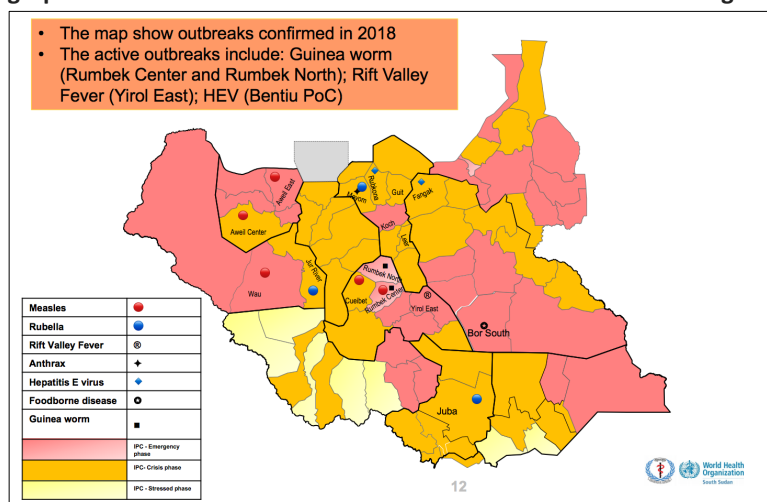 • The map show outbreaks confirmed in 2018
• The active outbreaks include: Guinea worm
(Rumbek Center and Rumbek North); Rift Valley
Fever (Yirol East); HEV (Bentiu PoC)
Aweil East
Aweil Center
Wau
Jur River
Mayom
Rubkona
Guit
Fangak
Koch
Leer
Rumbek North
Cueibet
Rumbek Center
Yirol East
Bor South
Juba
Measles
Rubella
Rift Valley Fever ®
Anthrax
Hepatitis E virus
Foodborne disease
Guinea worm
IPC - Emergency
phase
IPC- Crisis phase
IPC - Stressed phase
12
World Health
Organization
South Sudan